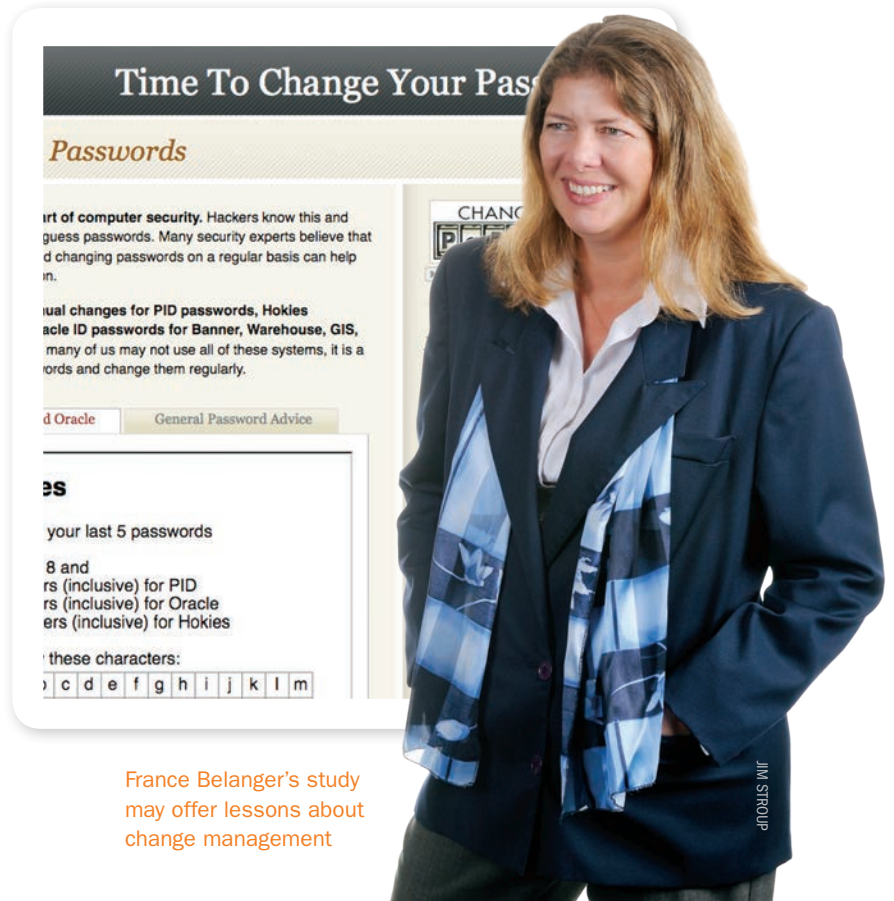 Time To Change Your Pas
Passwords
rt of computer security. Hackers know this and
guess passwords. Many security experts believe that
d changing passwords on a regular basis can help
on.
ual changes for PID passwords, Hokies
acle ID passwords for Banner, Warehouse, GIS,
many of us may not use all of these systems, it is a
ords and change them regularly.
CHANG
d Oracle
General Password Advice
es
your last 5 passwords
8 and
rs (inclusive) for PID
rs (inclusive) for Oracle
ers (inclusive) for Hokies
these characters:
c d e f g h i j k l m
France Belanger's study
may offer lessons about
change management
JIM STROUP